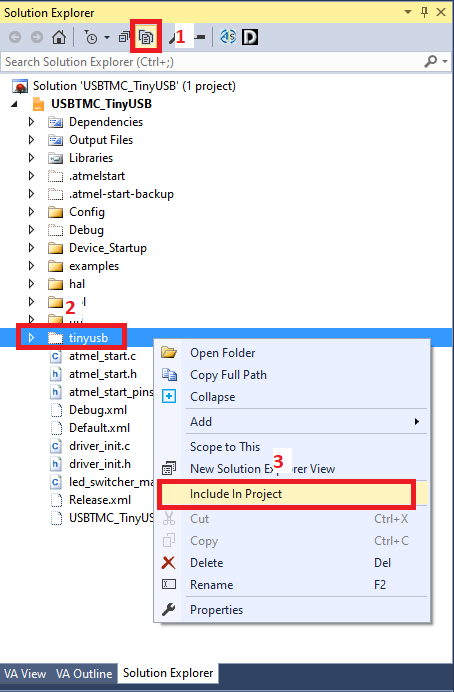 Solution Explorer
1
Search Solution Explorer (Ctrl+;)
Solution 'USBTMC_TinyUSB' (1 project)
USBTMC_TinyUSB
Dependencies
Output Files
Libraries
.atmelstart
.atmel-start-backup
Config
Debug
Device_Startup
examples
hal
2
tinyusb
atmel_start.c
atmel_start.h
atmel_start_pins
Debug.xml
Default.xml
driver_init.c
driver_init.h
led_switcher_ma
Release.xml
USBTMC_TinyUS
Open Folder
Copy Full Path
Collapse
Add
Scope to This
3
New Solution Explorer View
Include In Project
Cut Ctrl+X
Copy Ctrl+C
Delete Del
Rename F2
Properties
VA View VA Outline Solution Explorer